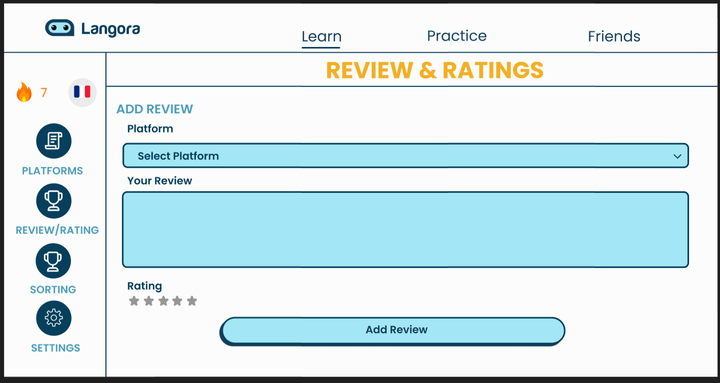 Langora
Learn
Practice
Friends
7
PLATFORMS
REVIEW/RATING
SORTING
SETTINGS
REVIEW & RATINGS
ADD REVIEW
Platform
Select Platform
Your Review
Rating
Add Review